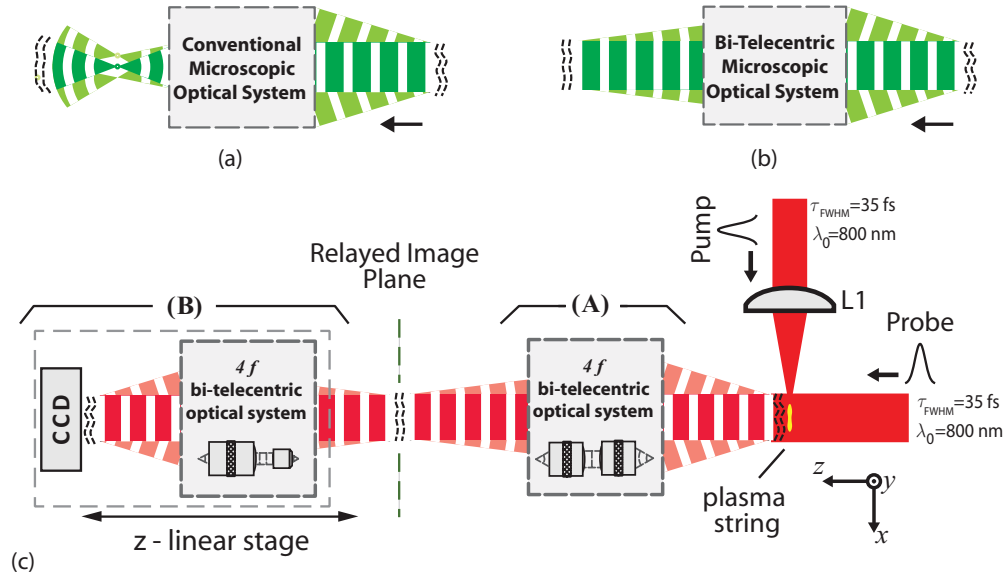 Conventional
Microscopic
Optical System
(a)
Bi-Telecentric
Microscopic
Optical System
(b)
Pump
τFWHM=35 fs
λ0=800 nm
L1
Relayed Image
Plane
(B)
(A)
Probe
CCD
4f
bi-telecentric
optical system
4f
bi-telecentric
optical system
τFWHM=35 fs
λ0=800 nm
plasma
string
z
y
x
z - linear stage
(c)